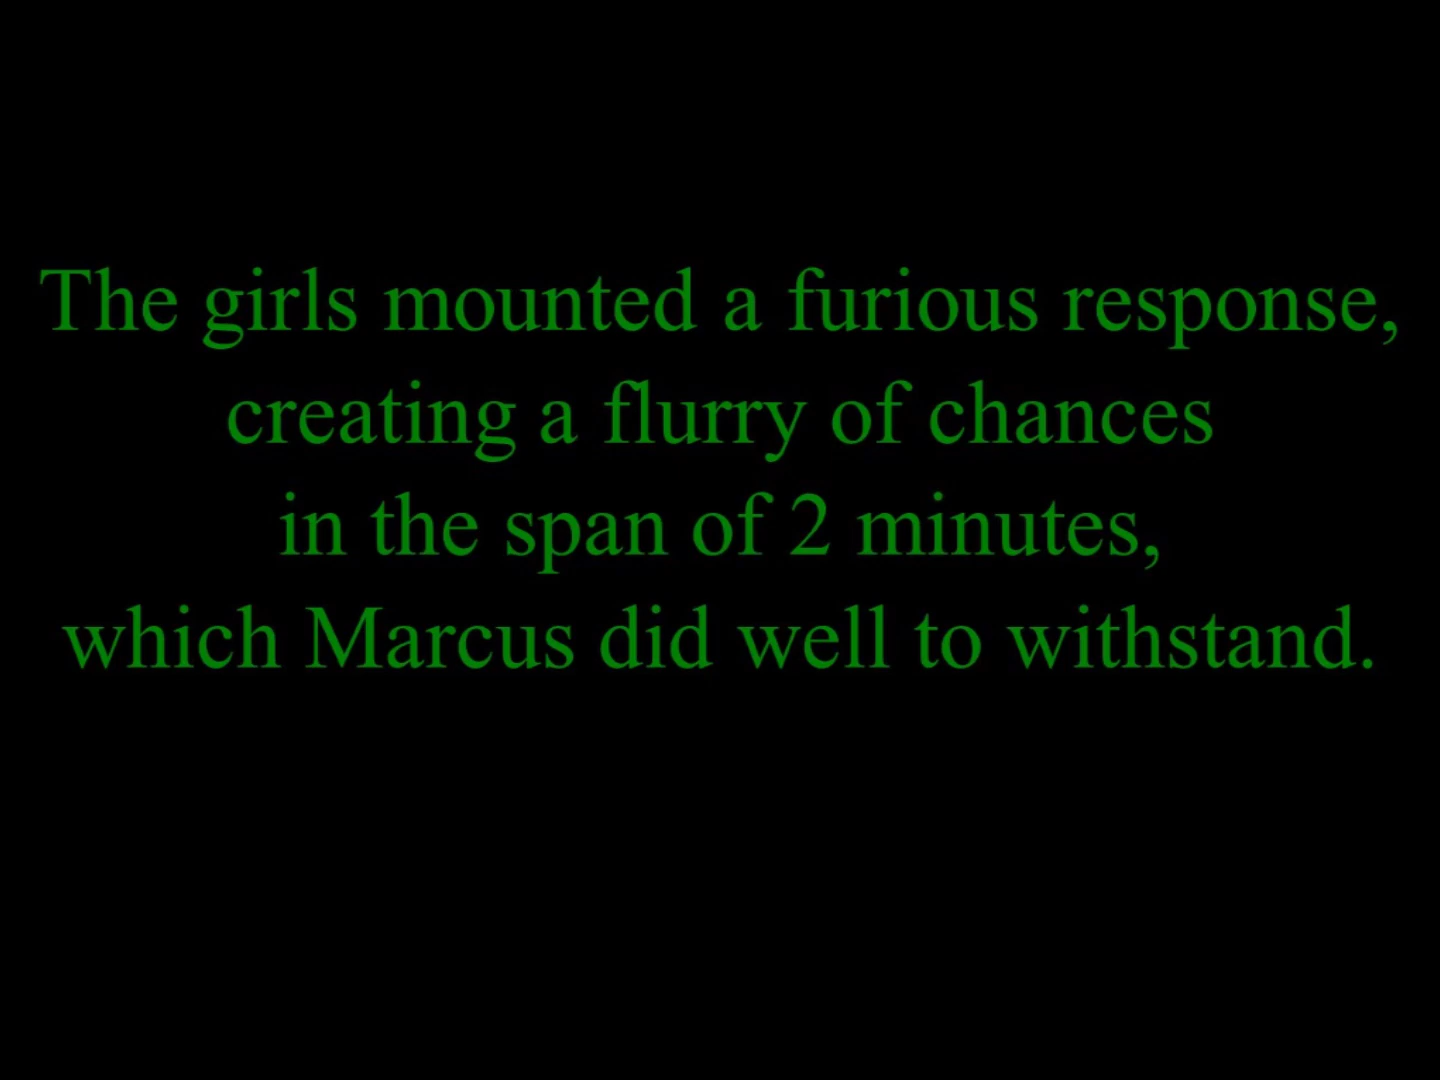 The girls mounted a furious response,
creating a flurry of chances
in the span of 2 minutes,
which Marcus did well to withstand.